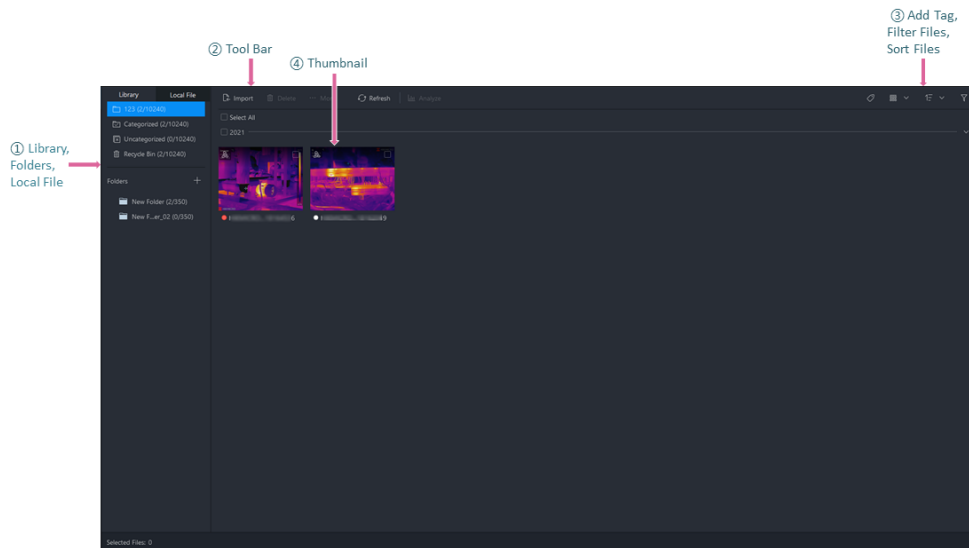 ③ Add Tag,
Filter Files,
Sort Files
② Tool Bar
④ Thumbnail
① Library,
Folders,
Local File
Library Local File
Import Delete Refresh Analyze
123 (2/10240)
Select All
Categorized (2/10240)
2021
Uncategorized (0/10240)
Recycle Bin (2/10240)
Folders
New Folder (2/350)
New F...er_02 (0/350)
Selected Files: 0